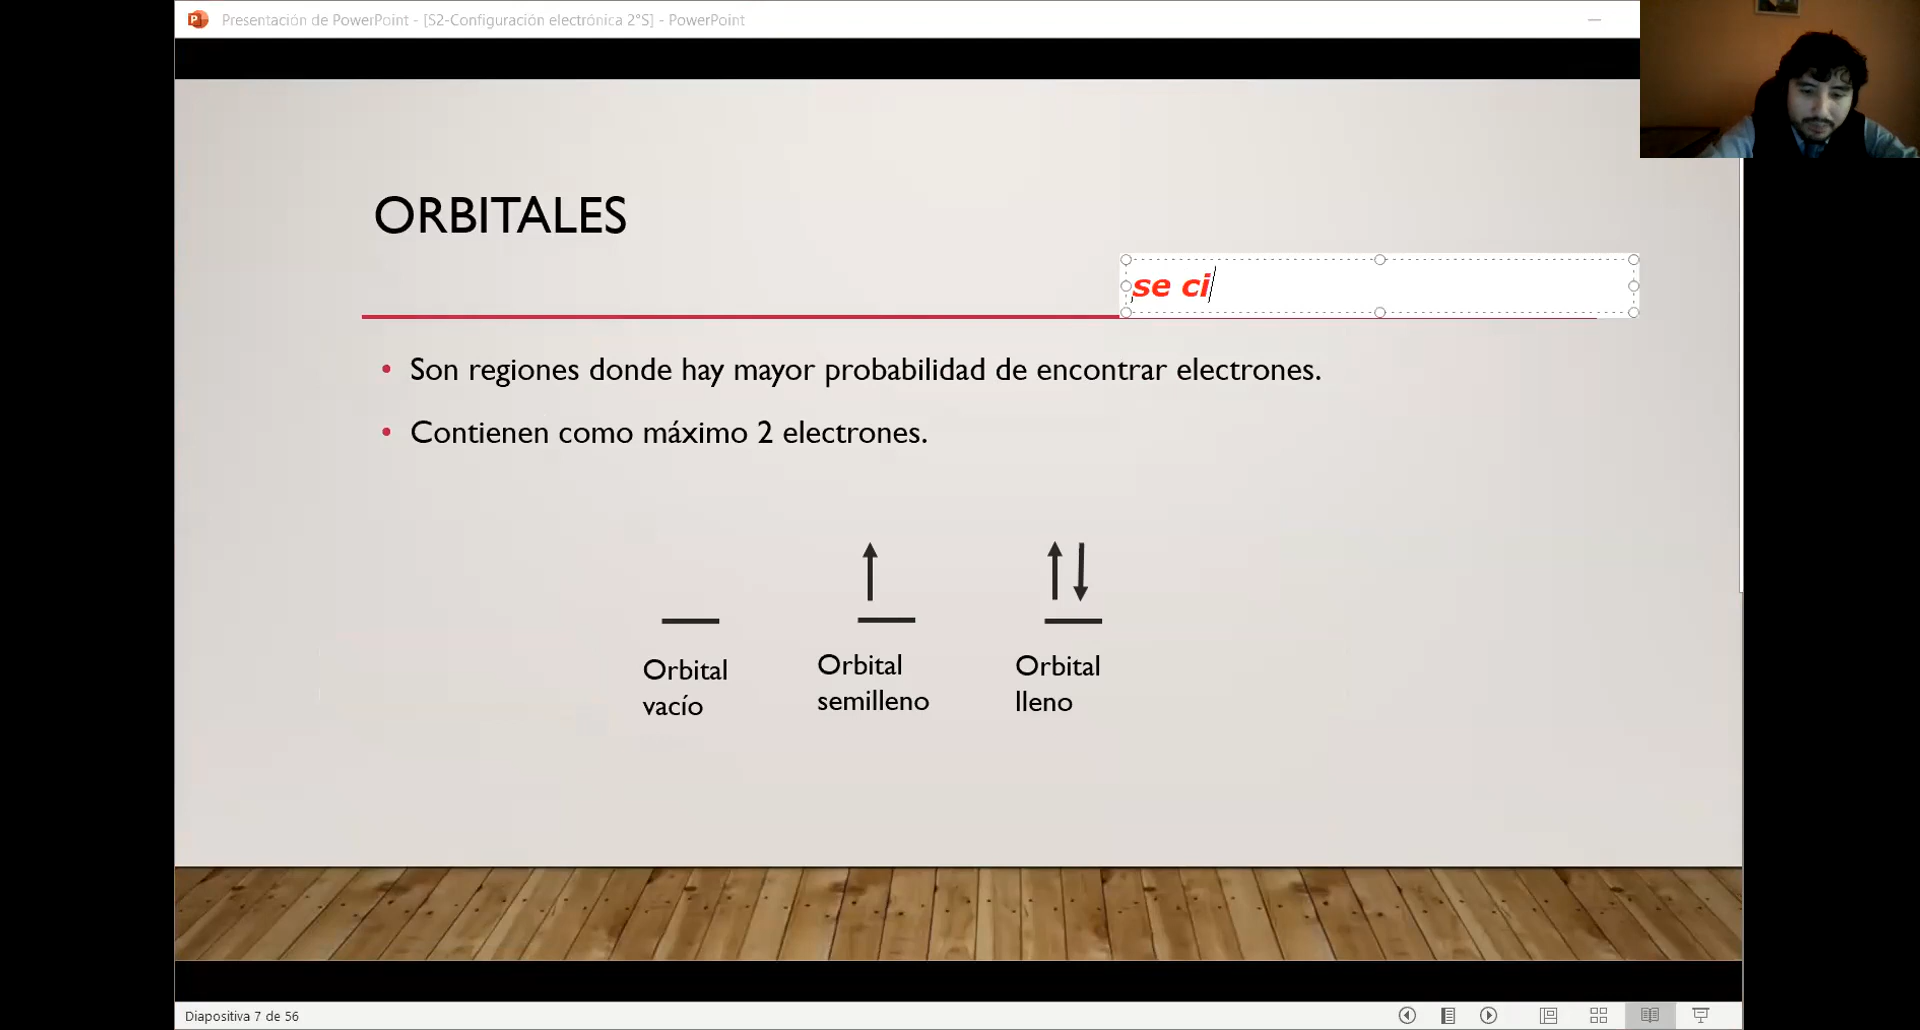 Presentación de PowerPoint - [S2-Configuración electrónica 2°S] - PowerPoint
ORBITALES
se ci
• Son regiones donde hay mayor probabilidad de encontrar electrones.
• Contienen como máximo 2 electrones.
Orbital
vacío
Orbital
semilleno
Orbital
lleno
Diapositiva 7 de 56